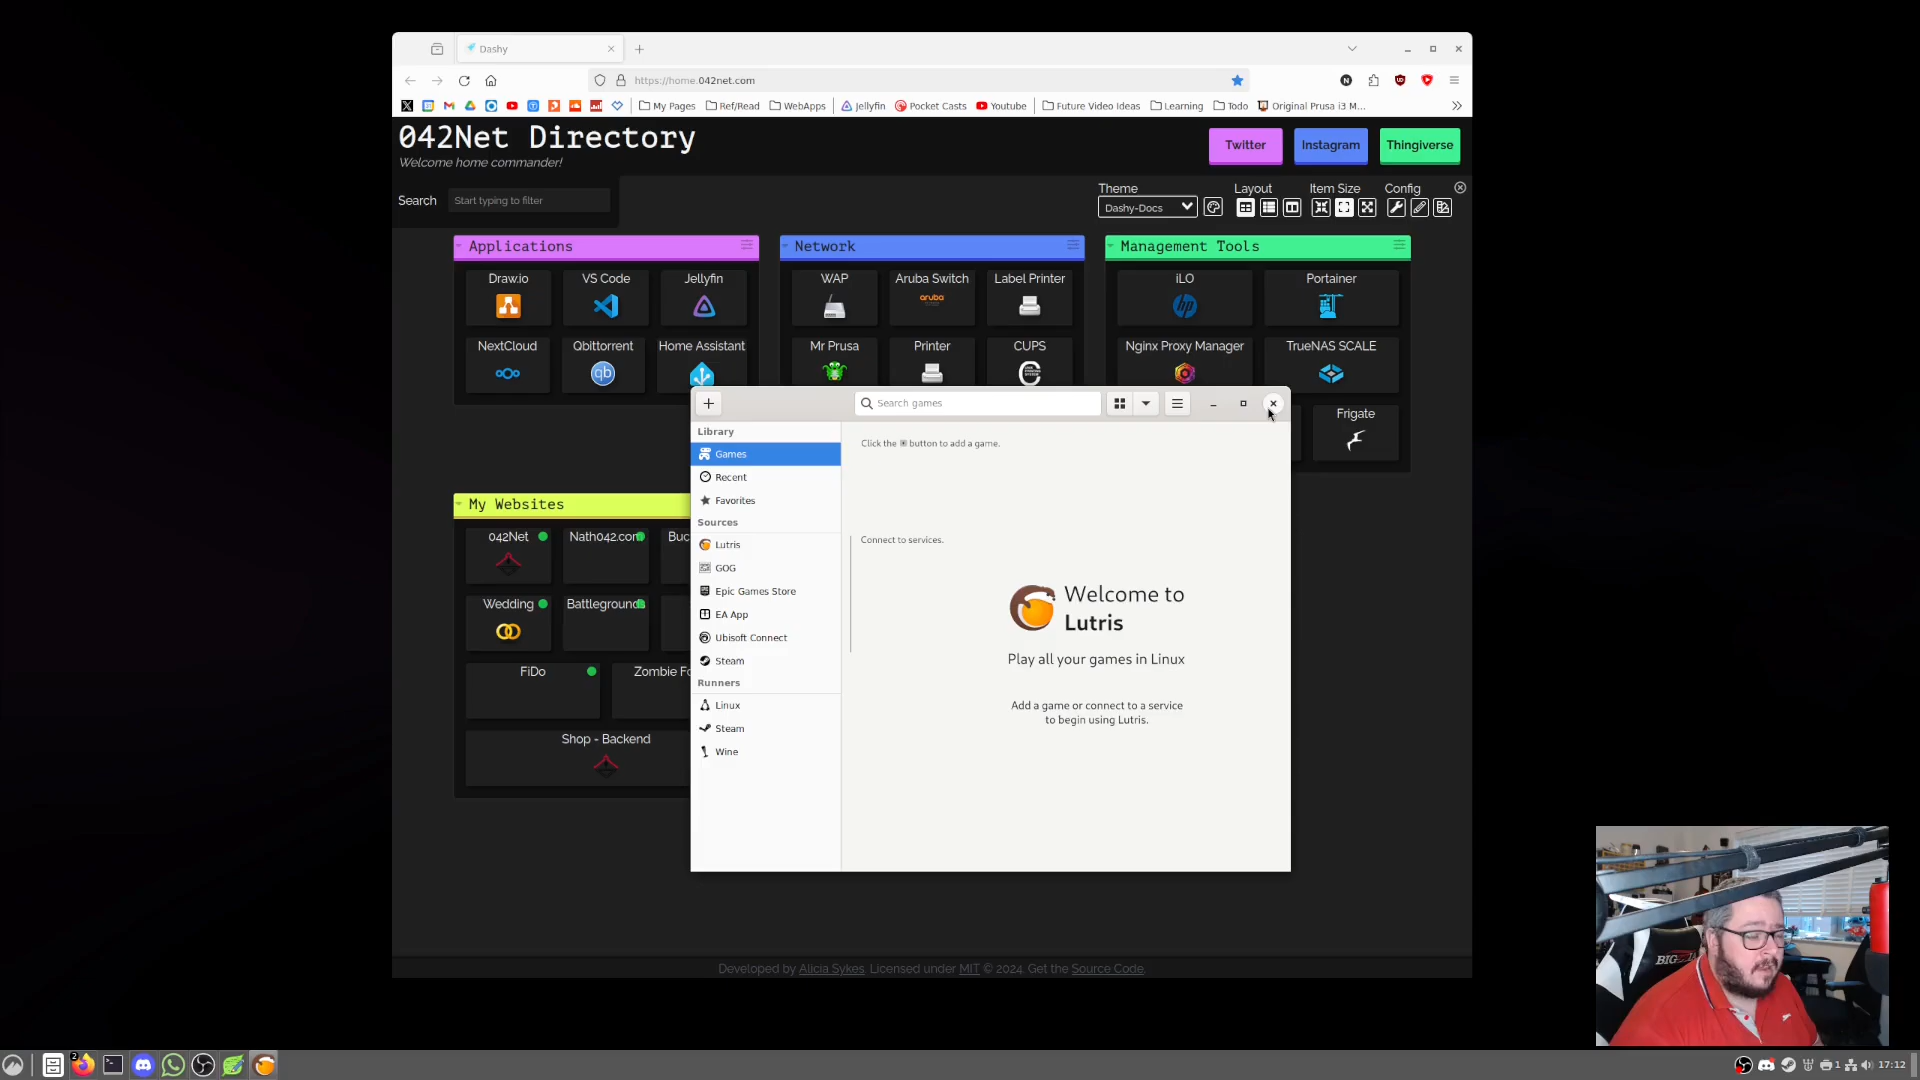 Dashy
https://home.042net.com
My Pages
Ref/Read
WebApps
Jellyfin
Pocket Casts
Youtube
Future Video Ideas
Learning
Todo
Original Prusa i3 M...
042Net Directory
Welcome home commander!
Twitter
Instagram
Thingiverse
Search
Start typing to filter
Theme
Dashy-Docs
Layout
Item Size
Config
Applications
Draw.io
VS Code
Jellyfin
NextCloud
Qbittorrent
Home Assistant
Network
WAP
Aruba Switch
Label Printer
aruba
Mr Prusa
Printer
CUPS
Management Tools
iLO
Portainer
Nginx Proxy Manager
TrueNAS SCALE
Frigate
My Websites
042Net
Nath042.com
Buc
Wedding
Battlegrounds
FiDo
Zombie Fo
Shop - Backend
Search games
Library
Games
Recent
Favorites
Sources
Lutris
GOG
Epic Games Store
EA App
Ubisoft Connect
Steam
Runners
Linux
Steam
Wine
Click the + button to add a game.
Connect to services.
Welcome to
Lutris
Play all your games in Linux
Add a game or connect to a service
to begin using Lutris.
Developed by Alicia Sykes. Licensed under MIT © 2024. Get the Source Code.
2
1
17:12